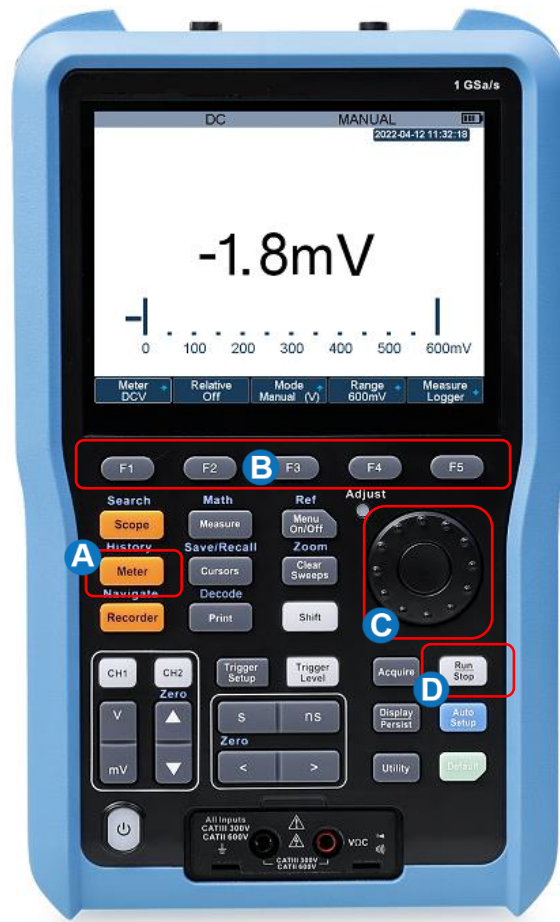 1 GSa/s
DC MANUAL
2022-04-12 11:32:18
-1.8mV
0 100 200 300 400 500 600mV
Meter Relative Mode Range Measure
DCV Off Manual (V) 600mV Logger
B
F1 F2 F3 F4 F5
Search Math Ref Adjust
Scope Measure Menu
On/Off
A
History Save/Recall Zoom
Meter Cursors Clear
Sweeps
Navigate Decode
Recorder Print Shift
C
D
CH1 CH2 Trigger
Setup Trigger
Level Acquire Run
Stop
Zero
V s ns Display
Persist Auto
Setup
Zero
mV < > Utility Default
All Inputs
CATIII 300V
CATII 600V
VΩC
CATIII 300V
CATII 600V